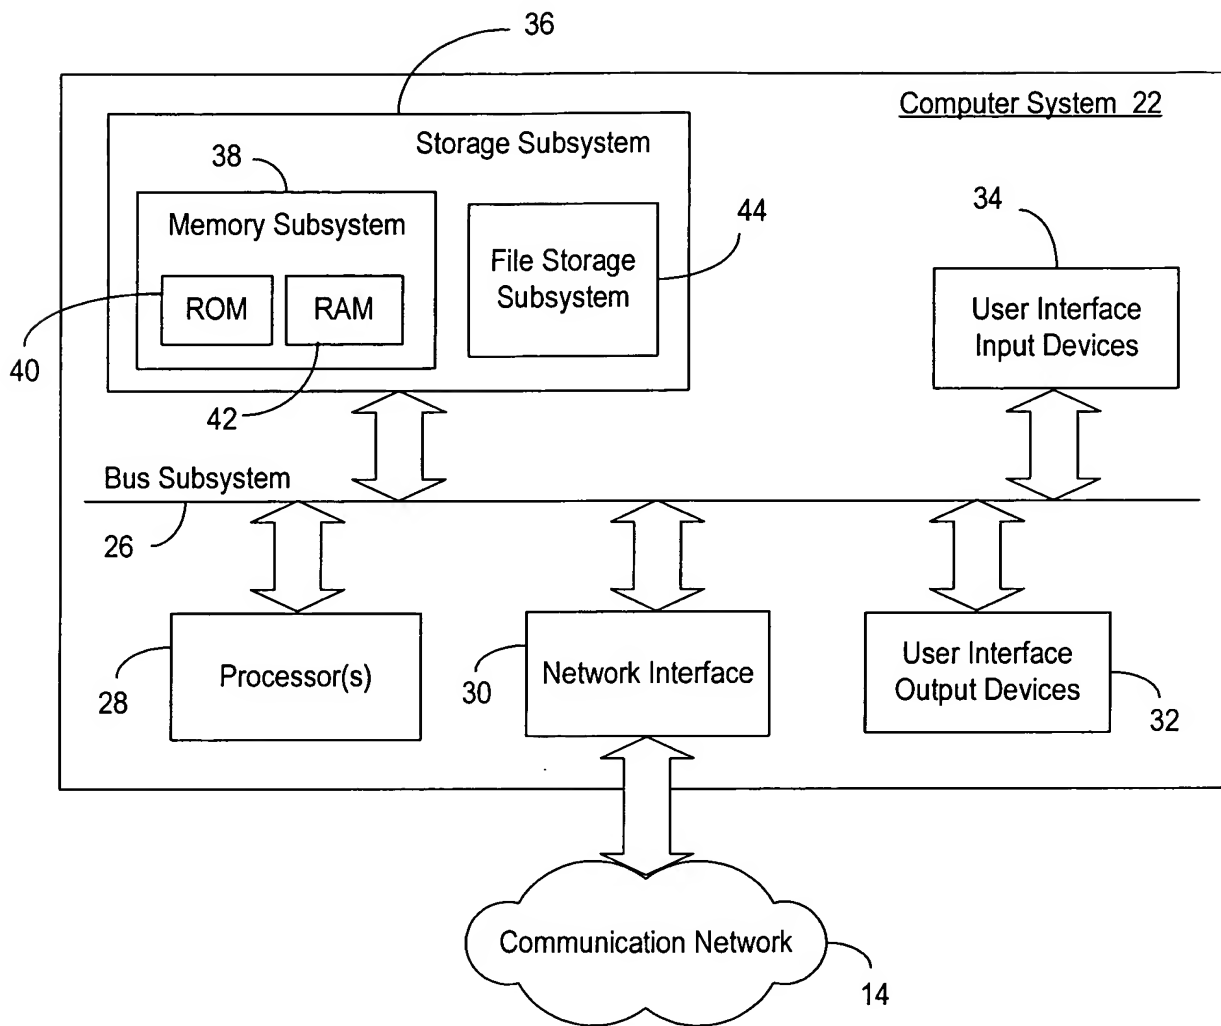 36
Computer System 22
Storage Subsystem
38
Memory Subsystem
ROM
RAM
40
42
File Storage
Subsystem
44
34
User Interface
Input Devices
Bus Subsystem
26
Processor(s)
28
Network Interface
30
User Interface
Output Devices
32
Communication Network
14